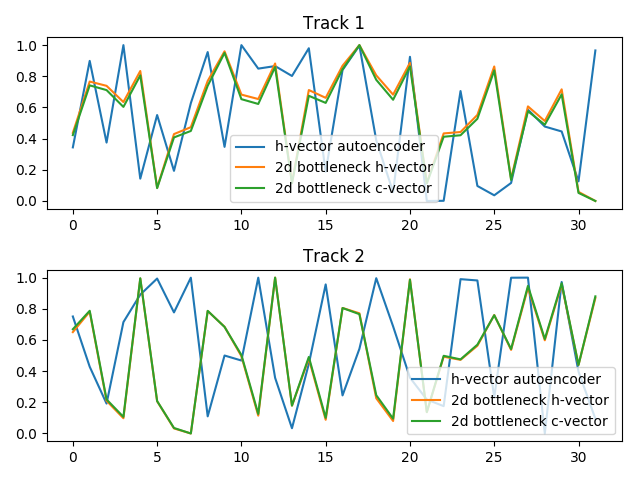 Track 1
1.0
0.8
0.6
0.4
0.2
0.0
h-vector autoencoder
2d bottleneck h-vector
2d bottleneck c-vector
0 5 10 15 20 25 30
Track 2
1.0
0.8
0.6
0.4
0.2
0.0
h-vector autoencoder
2d bottleneck h-vector
2d bottleneck c-vector
0 5 10 15 20 25 30